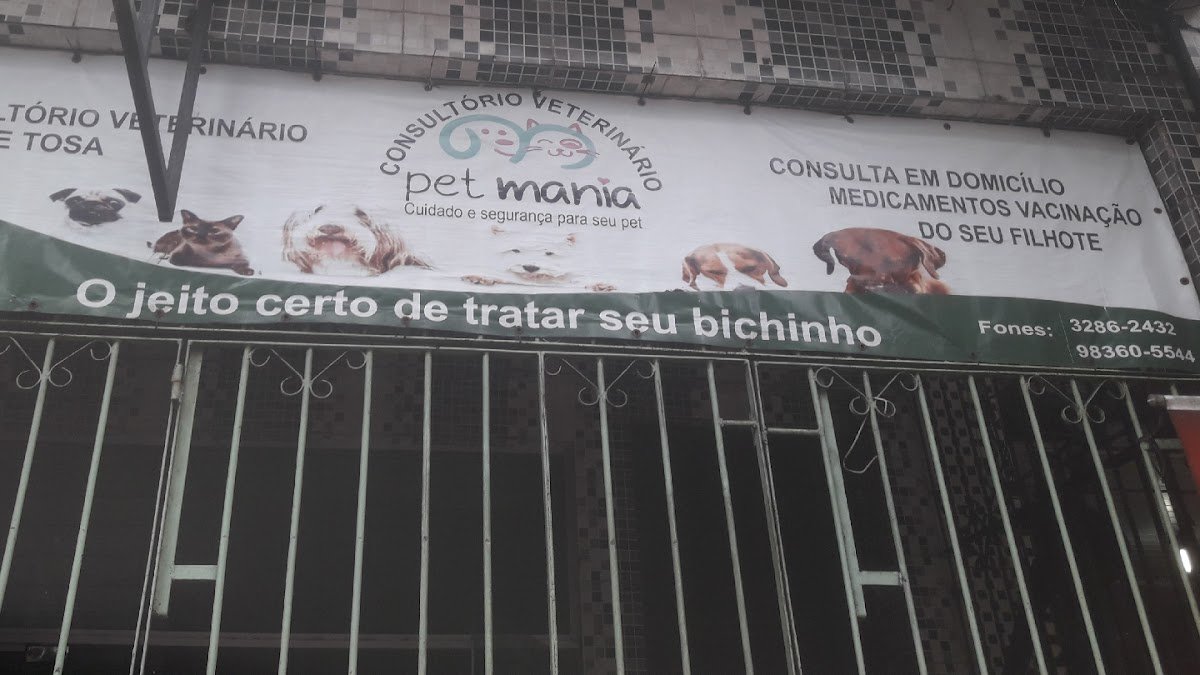 VETERINÁRIO
E TOSA
CONSULTÓRIO VETERINÁRIO
pet mania
Cuidado e segurança para seu pet
CONSULTA EM DOMICÍLIO
MEDICAMENTOS VACINAÇÃO
DO SEU FILHOTE
O jeito certo de tratar seu bichinho
Fones: 3286-2432
98360-5544